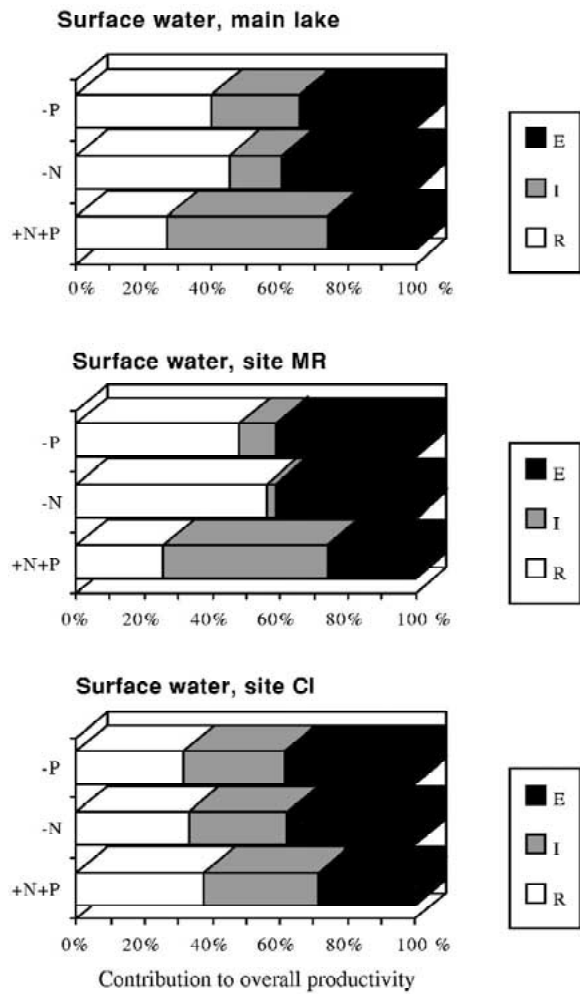 Surface water, main lake
-P
-N
+N+P
0% 20% 40% 60% 80% 100 %
E
I
R
Surface water, site MR
-P
-N
+N+P
0% 20% 40% 60% 80% 100 %
E
I
R
Surface water, site CI
-P
-N
+N+P
0% 20% 40% 60% 80% 100 %
E
I
R
Contribution to overall productivity